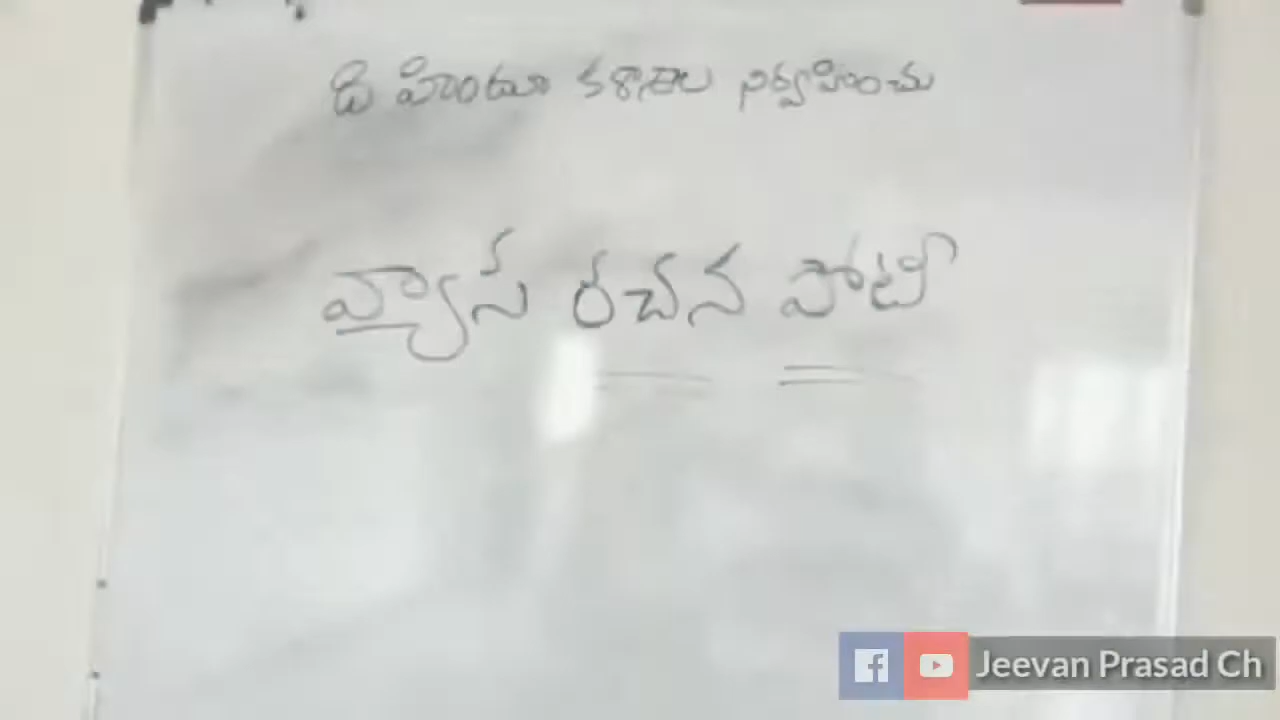 ది హిందూ కళాశాల నిర్వహించు
వ్యాస రచన పోటీ
Jeevan Prasad Ch